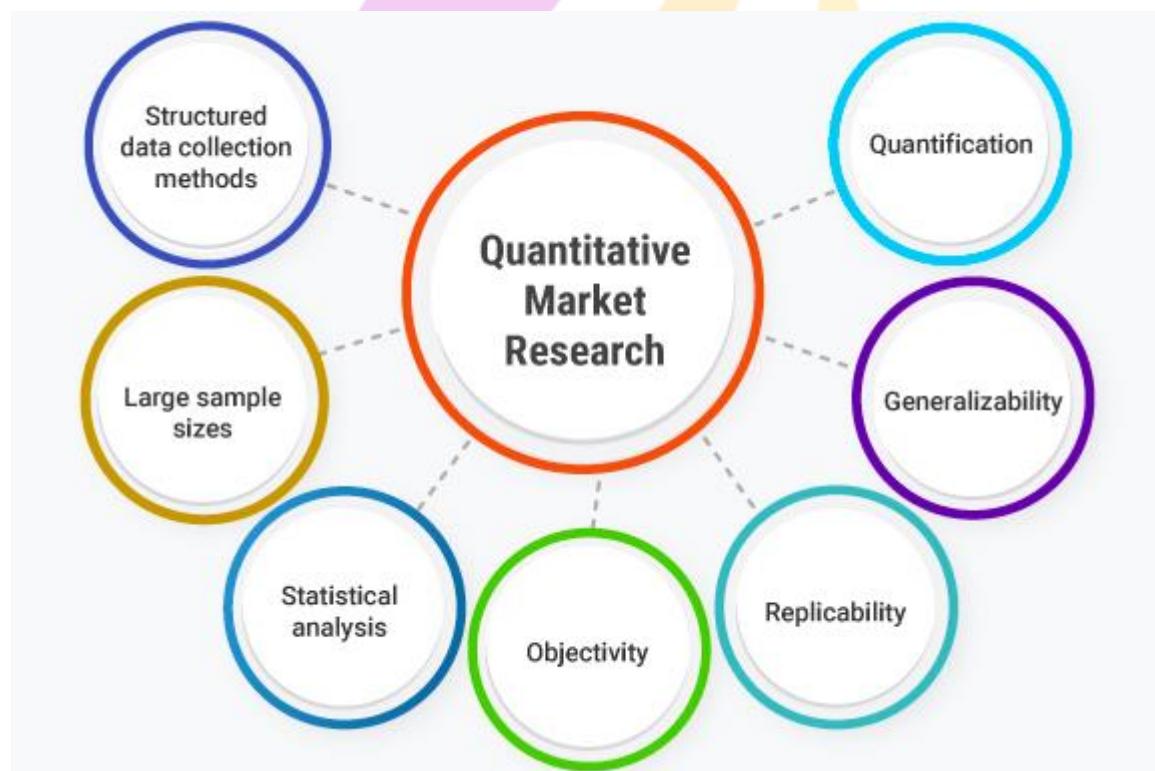 Structured
data collection
methods
Quantification
Quantitative
Market
Research
Large sample
sizes
Generalizability
Statistical
analysis
Objectivity
Replicability